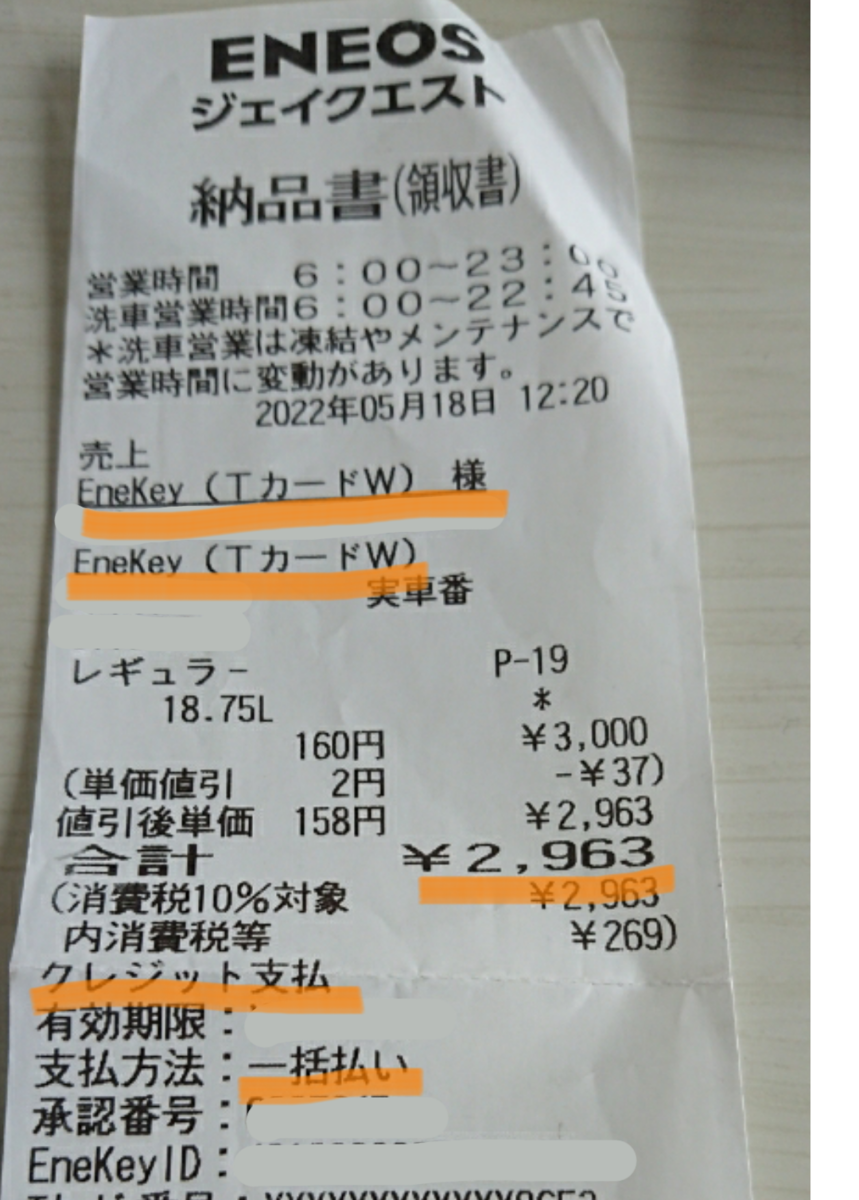 ENEOS
ジェイクエスト
納品書(領収書)
営業時間 6:00~23:00
洗車営業時間6:00~22:45
*洗車営業は凍結やメンテナンスで
営業時間に変動があります。
2022年05月18日 12:20
売上
EneKey(TカードW) 様
EneKey(TカードW)
実車番
レギュラー P-19
18.75L *
160円 ¥3,000
(単価値引 2円 -¥37)
値引後単価 158円 ¥2,963
合計 ¥2,963
(消費税10%対象 ¥2,963
内消費税等 ¥269)
クレジット支払
有効期限:
支払方法:一括払い
承認番号:
EneKeyID: